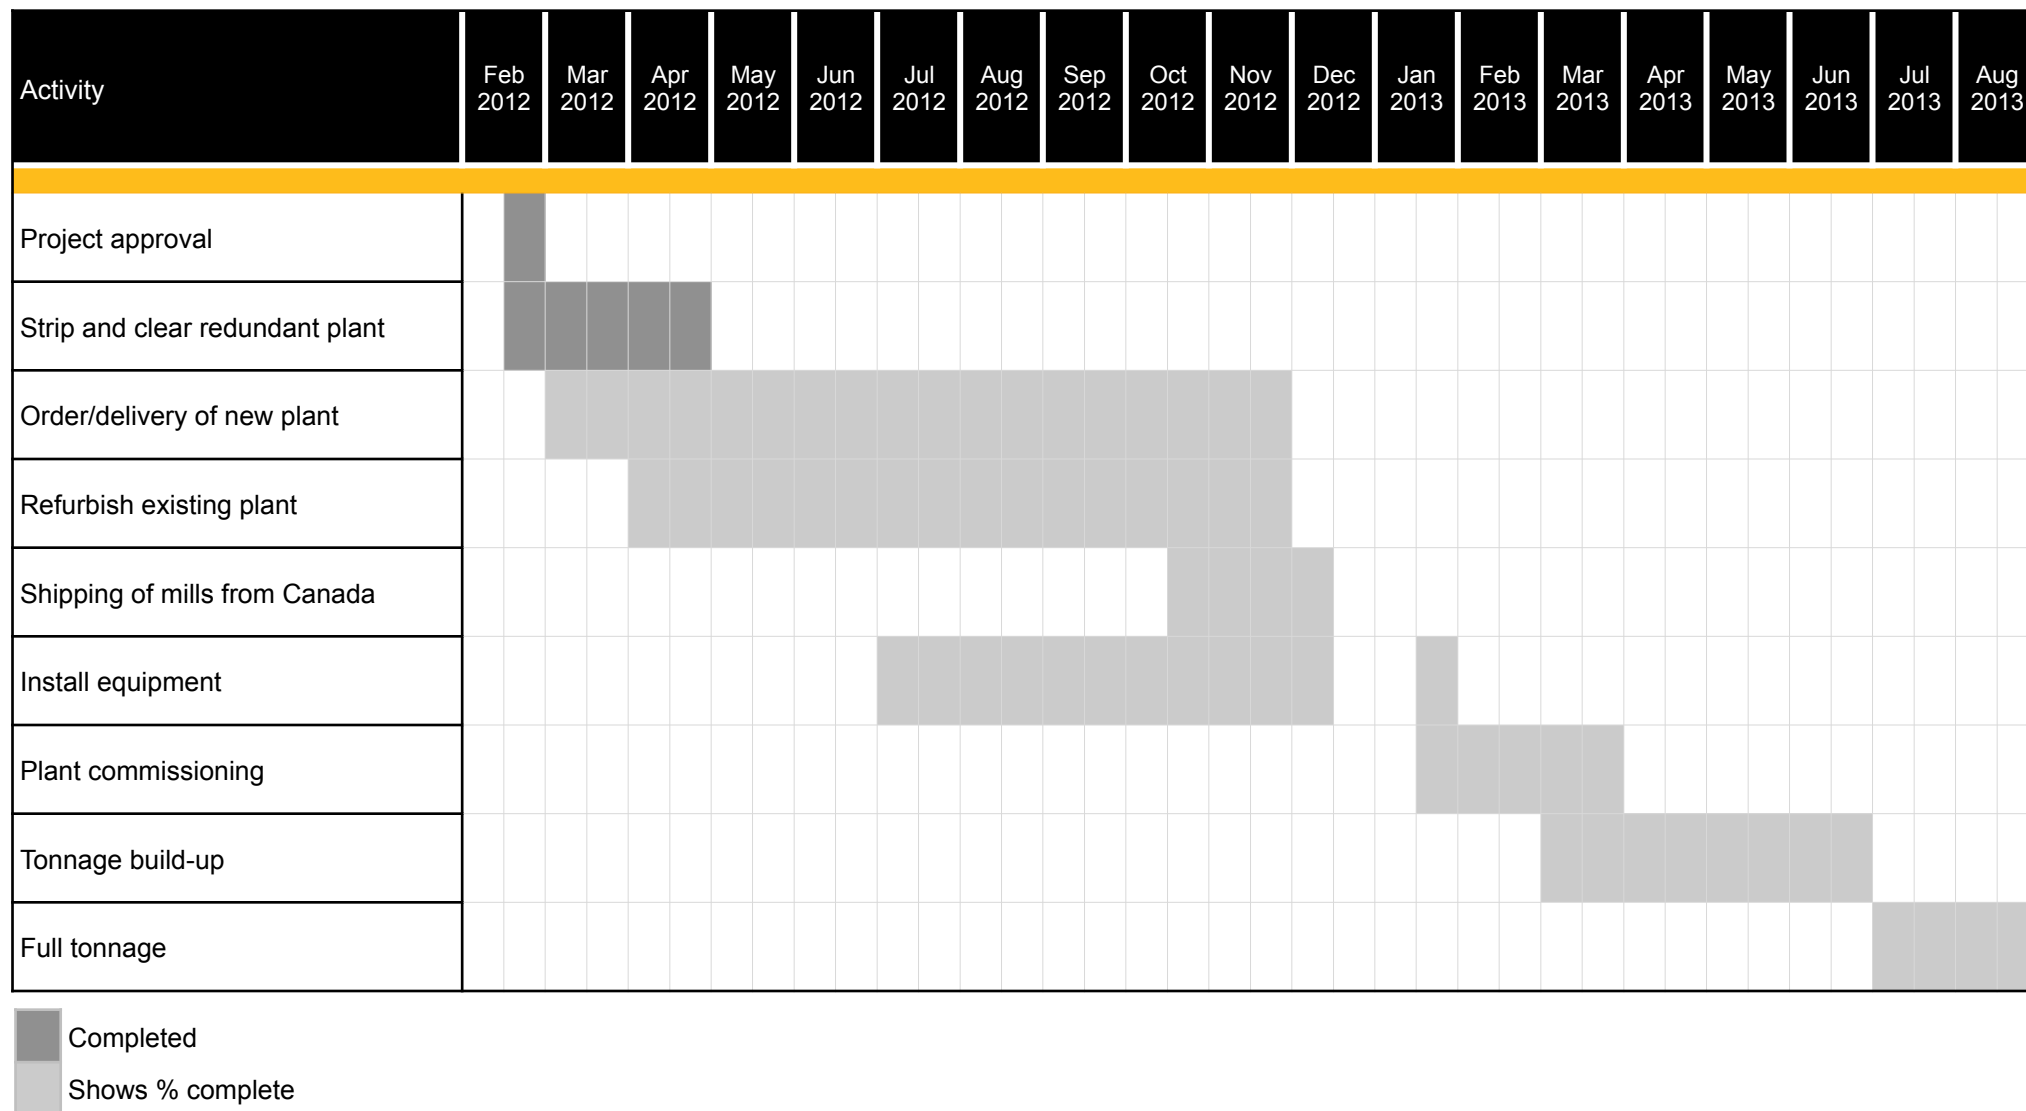 Activity
Feb
2012
Mar
2012
Apr
2012
May
2012
Jun
2012
Jul
2012
Aug
2012
Sep
2012
Oct
2012
Nov
2012
Dec
2012
Jan
2013
Feb
2013
Mar
2013
Apr
2013
May
2013
Jun
2013
Jul
2013
Aug
2013
Project approval
Strip and clear redundant plant
Order/delivery of new plant
Refurbish existing plant
Shipping of mills from Canada
Install equipment
Plant commissioning
Tonnage build-up
Full tonnage
Completed
Shows % complete